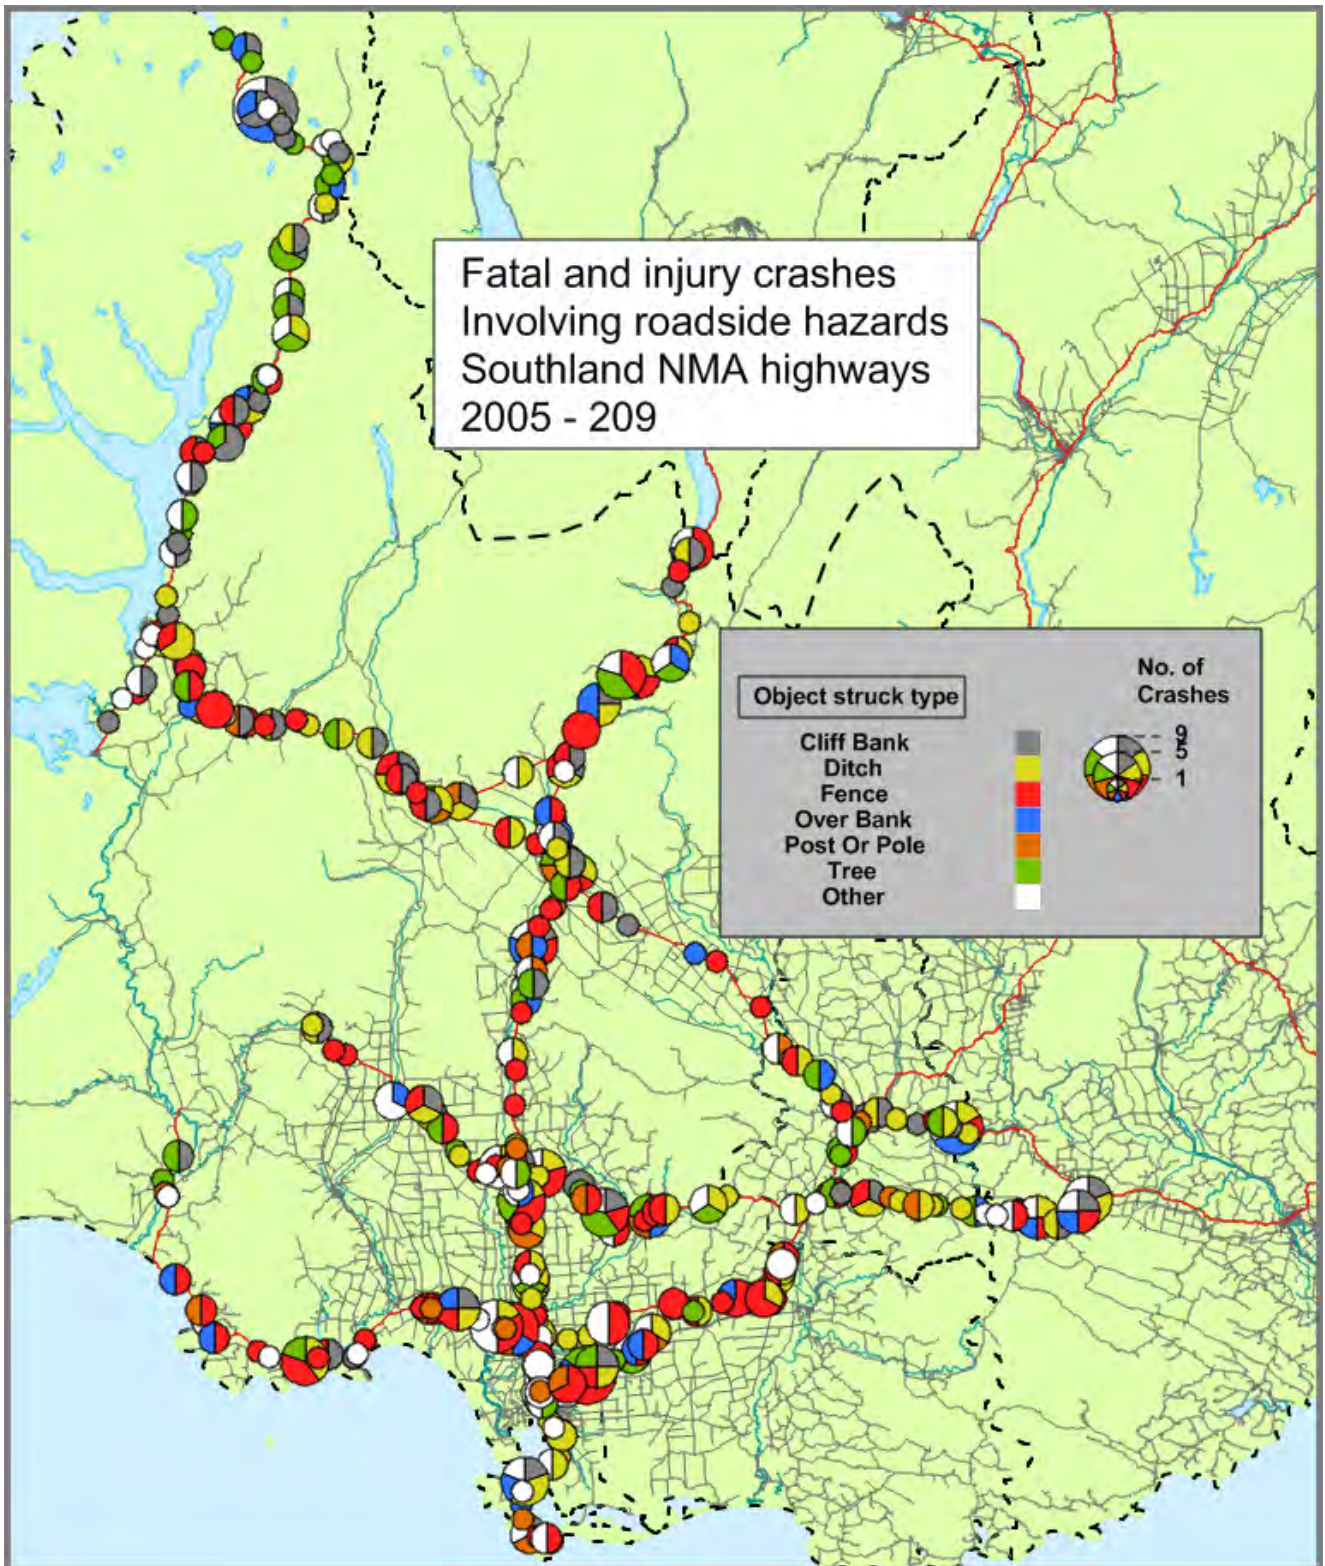 Fatal and injury crashes
Involving roadside hazards
Southland NMA highways
2005 - 209
No. of
Crashes
Object struck type
Cliff Bank
Ditch
Fence
Over Bank
Post Or Pole
Tree
Other
9
5
1